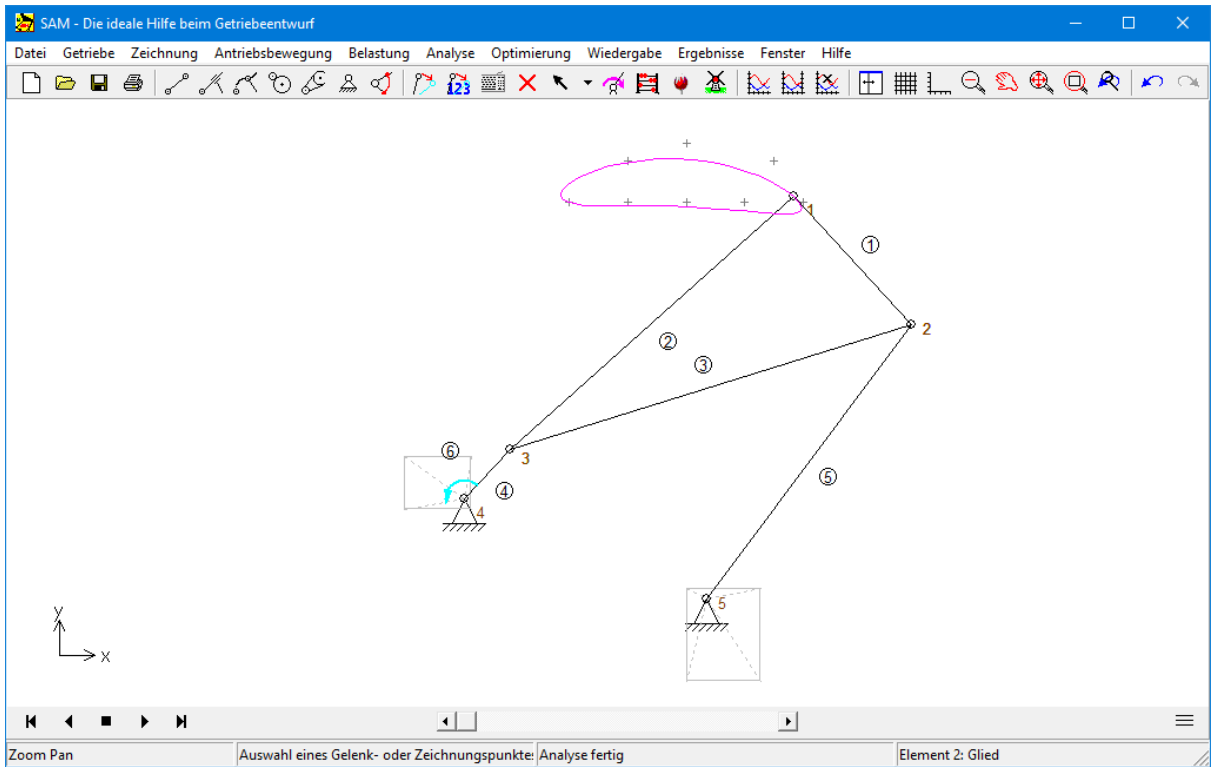 SAM - Die ideale Hilfe beim Getriebeentwurf
Datei Getriebe Zeichnung Antriebsbewegung Belastung Analyse Optimierung Wiedergabe Ergebnisse Fenster Hilfe
123
1
①
2
②
③
⑥
3
④
4
⑤
5
y
x
Zoom Pan Auswahl eines Gelenk- oder Zeichnungspunkte: Analyse fertig Element 2: Glied